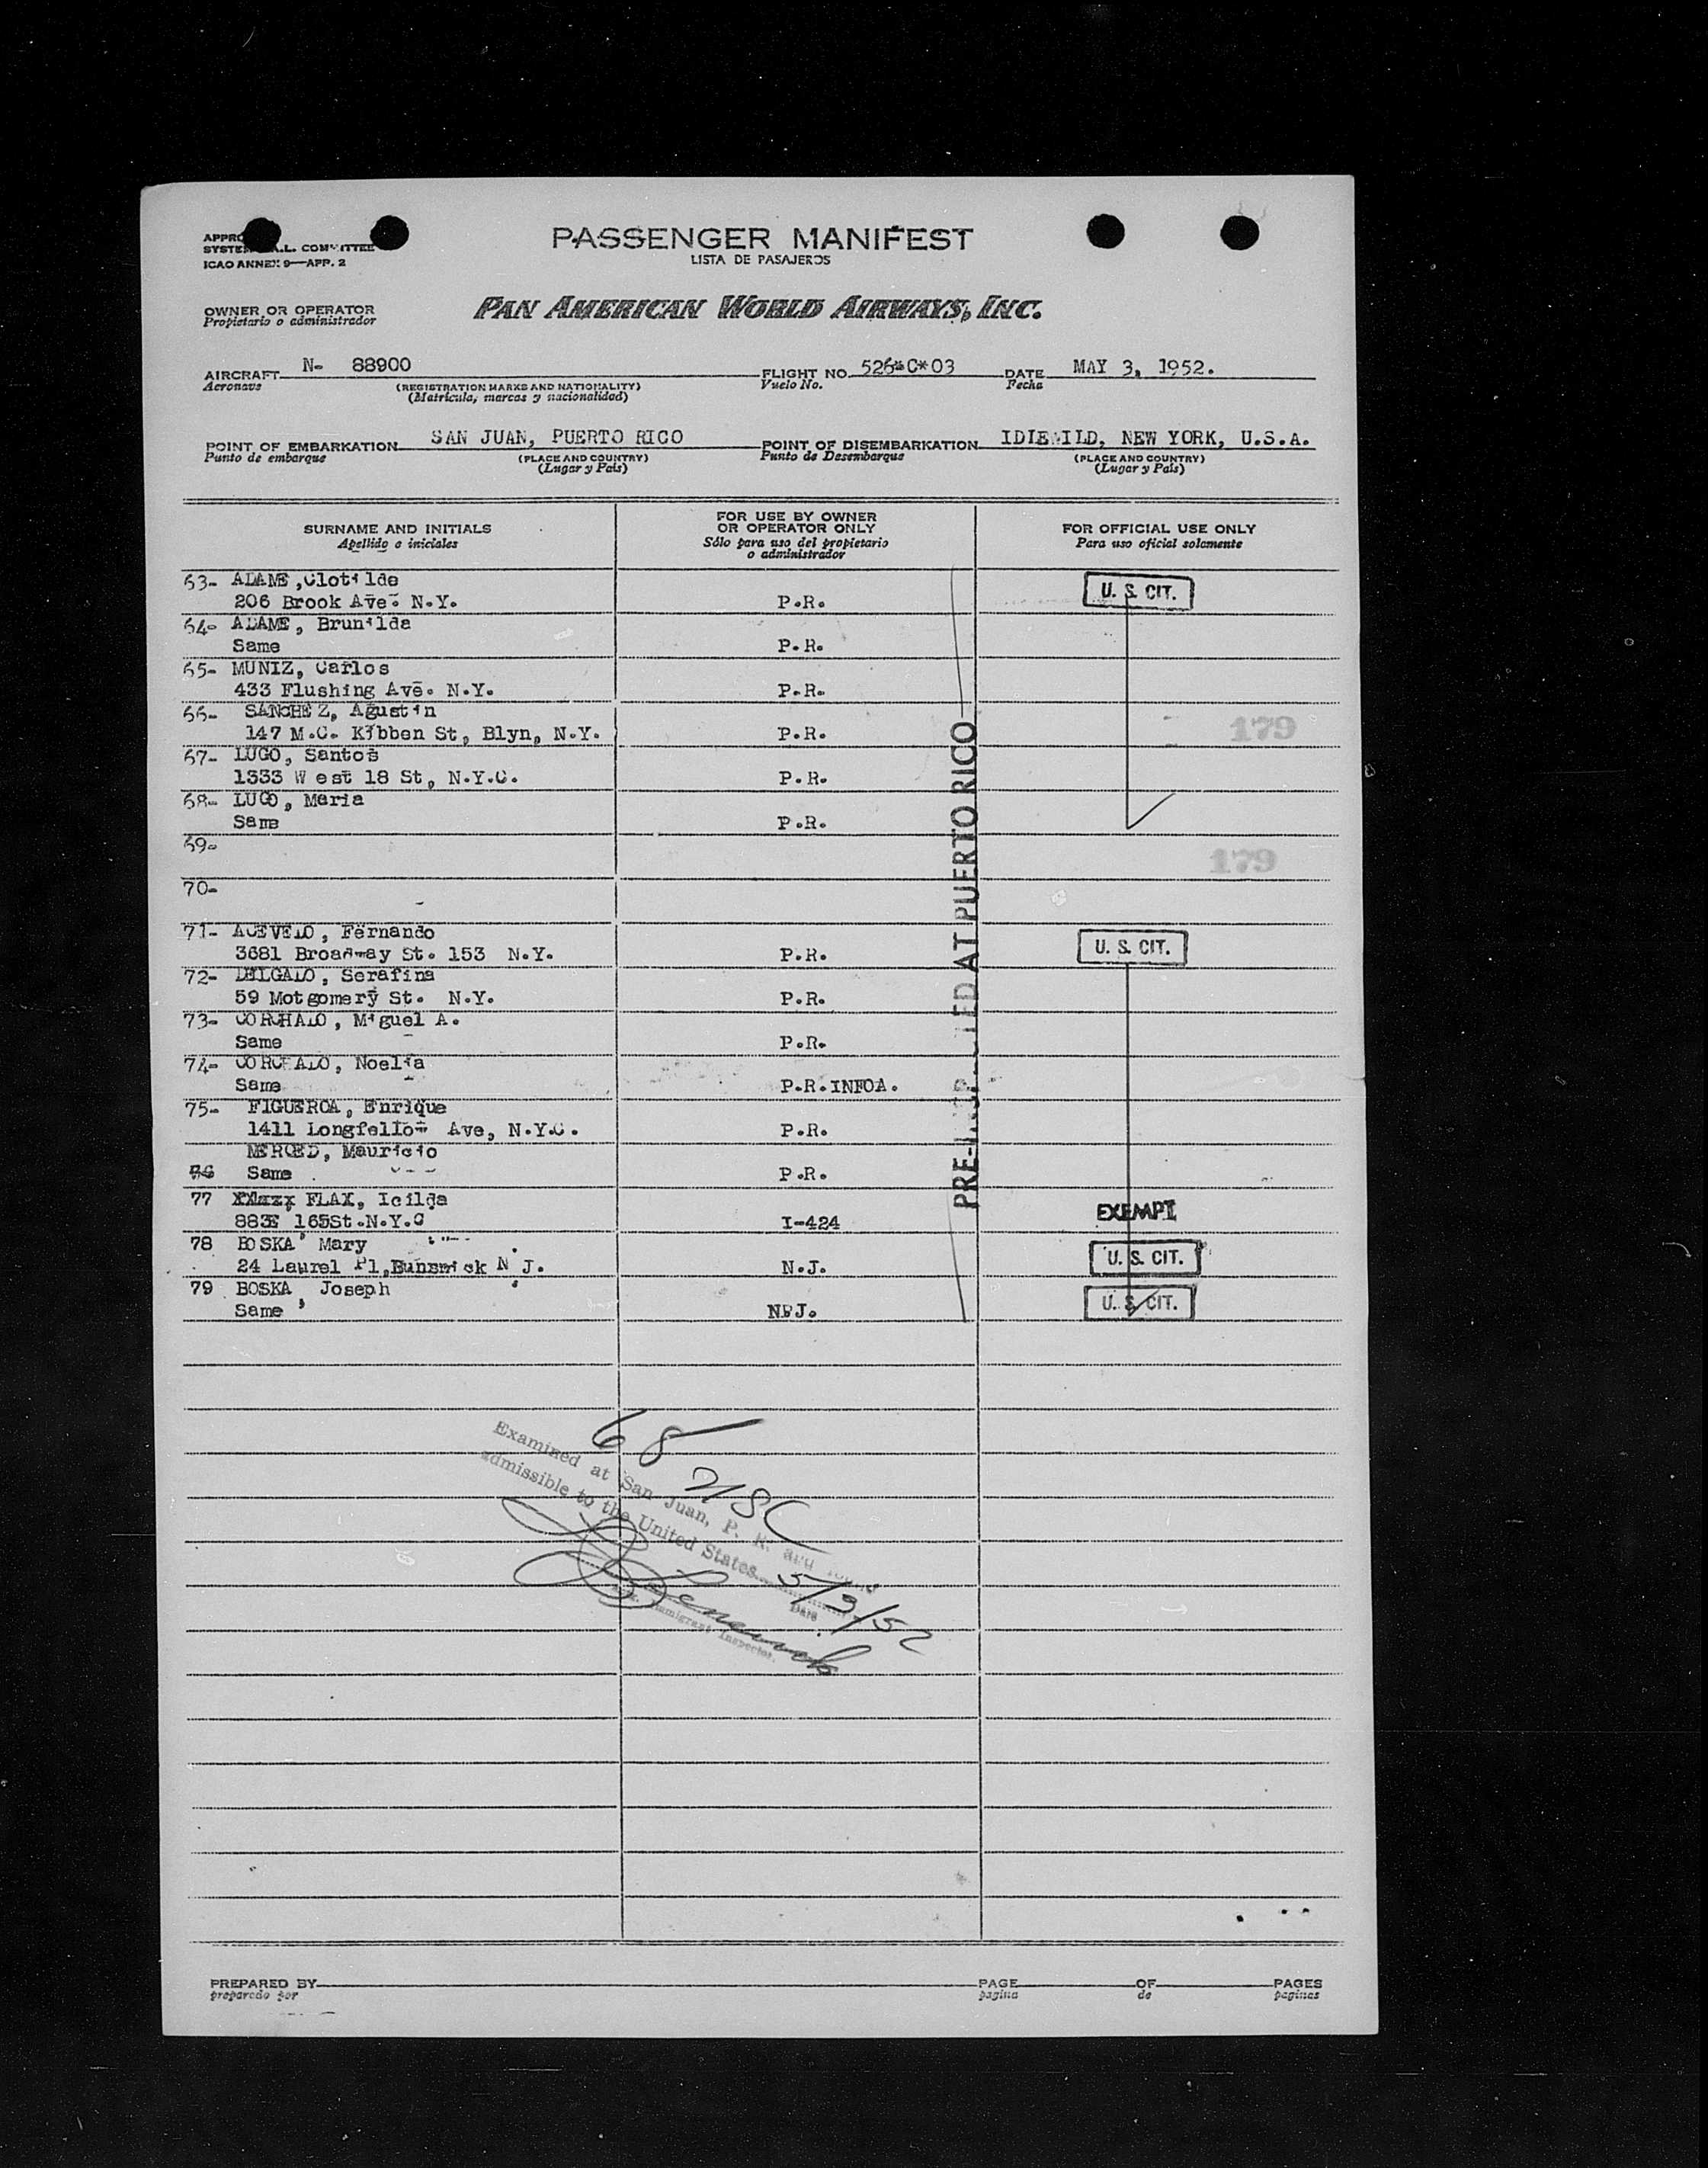 PASSENGER MANIFEST
LISTA DE PASAJEROS
ICAO ANNEX 9—APP. 2
OWNER OR OPERATOR
Propietario o administrador
PAN AMERICAN WORLD AIRWAYS, INC.
AIRCRAFT N- 88900 FLIGHT NO. 526*C*03 DATE MAY 3, 1952.
Aeronave (REGISTRATION MARKS AND NATIONALITY) Vuelo No. Fecha
(Matrícula, marcas y nacionalidad)
POINT OF EMBARKATION SAN JUAN, PUERTO RICO POINT OF DISEMBARKATION IDLEWILD, NEW YORK, U.S.A.
Punto de embarque (PLACE AND COUNTRY) Punto de Desembarque (PLACE AND COUNTRY)
(Lugar y País) (Lugar y País)
SURNAME AND INITIALS
Apellido e iniciales
FOR USE BY OWNER
OR OPERATOR ONLY
Sólo para uso del propietario
o administrador
FOR OFFICIAL USE ONLY
Para uso oficial solamente
63- ADAME, Clotilde
206 Brook Ave. N.Y. P.R. U. S. CIT.
64- ADAME, Brunilda
Same P.R.
65- MUNIZ, Carlos
433 Flushing Ave. N.Y. P.R.
66- SANCHEZ, Agustin
147 M.C. Kibben St, Blyn, N.Y. P.R. 179
67- LUGO, Santos
1333 West 18 St, N.Y.C. P.R.
68- LUGO, Maria
Same P.R.
69- 179
70-
71- ACEVEDO, Fernando
3681 Broadway St. 153 N.Y. P.R. U. S. CIT.
72- DELGADO, Serafina
59 Motgomery St. N.Y. P.R.
73- CORCHADO, Miguel A.
Same P.R.
74- CORCHADO, Noelia
Same P.R.INFOA.
75- FIGUEROA, Enrique
1411 Longfellow Ave, N.Y.C. P.R.
MERCED, Mauricio
76 Same P.R.
77 FLAX, Icilda
883E 165St.N.Y.C I-424 EXEMPT
78 BOSKA, Mary
24 Laurel Pl,Bunswick N J. N.J. U. S. CIT.
79 BOSKA, Joseph
Same N.J. U. S. CIT.
PRE-INSPECTED AT PUERTO RICO
68
USC
Examined at San Juan, P. R. and found
admissible to the United States 5/3/52
Date
Immigrant Inspector.
PREPARED BY PAGE OF PAGES
preparado por pagina de paginas